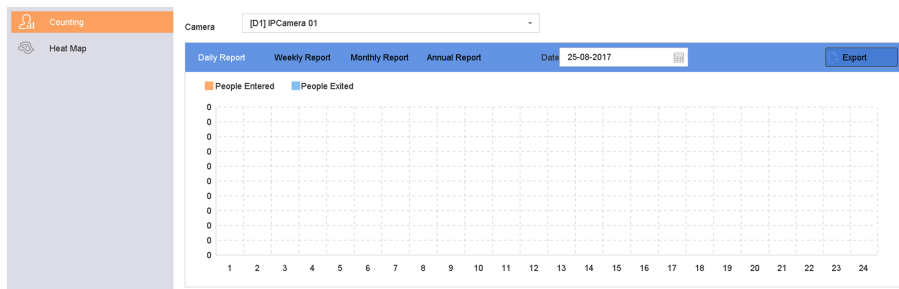 Counting
Heat Map
Camera [D1] IPCamera 01
Daily Report Weekly Report Monthly Report Annual Report Date 25-08-2017 Export
People Entered People Exited
0
0
0
0
0
0
0
0
0
0
0
1 2 3 4 5 6 7 8 9 10 11 12 13 14 15 16 17 18 19 20 21 22 23 24